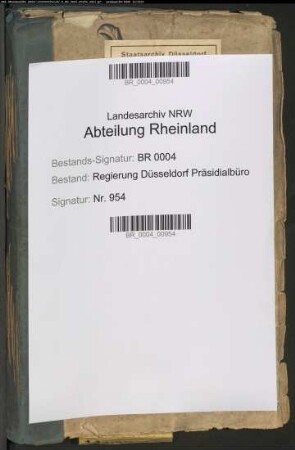 Staatsarchiv Düsseldorf
BR_0004_00954
Landesarchiv NRW
Abteilung Rheinland
Bestands-Signatur: BR 0004
Bestand: Regierung Düsseldorf Präsidialbüro
Signatur: Nr. 954
BR_0004_00954